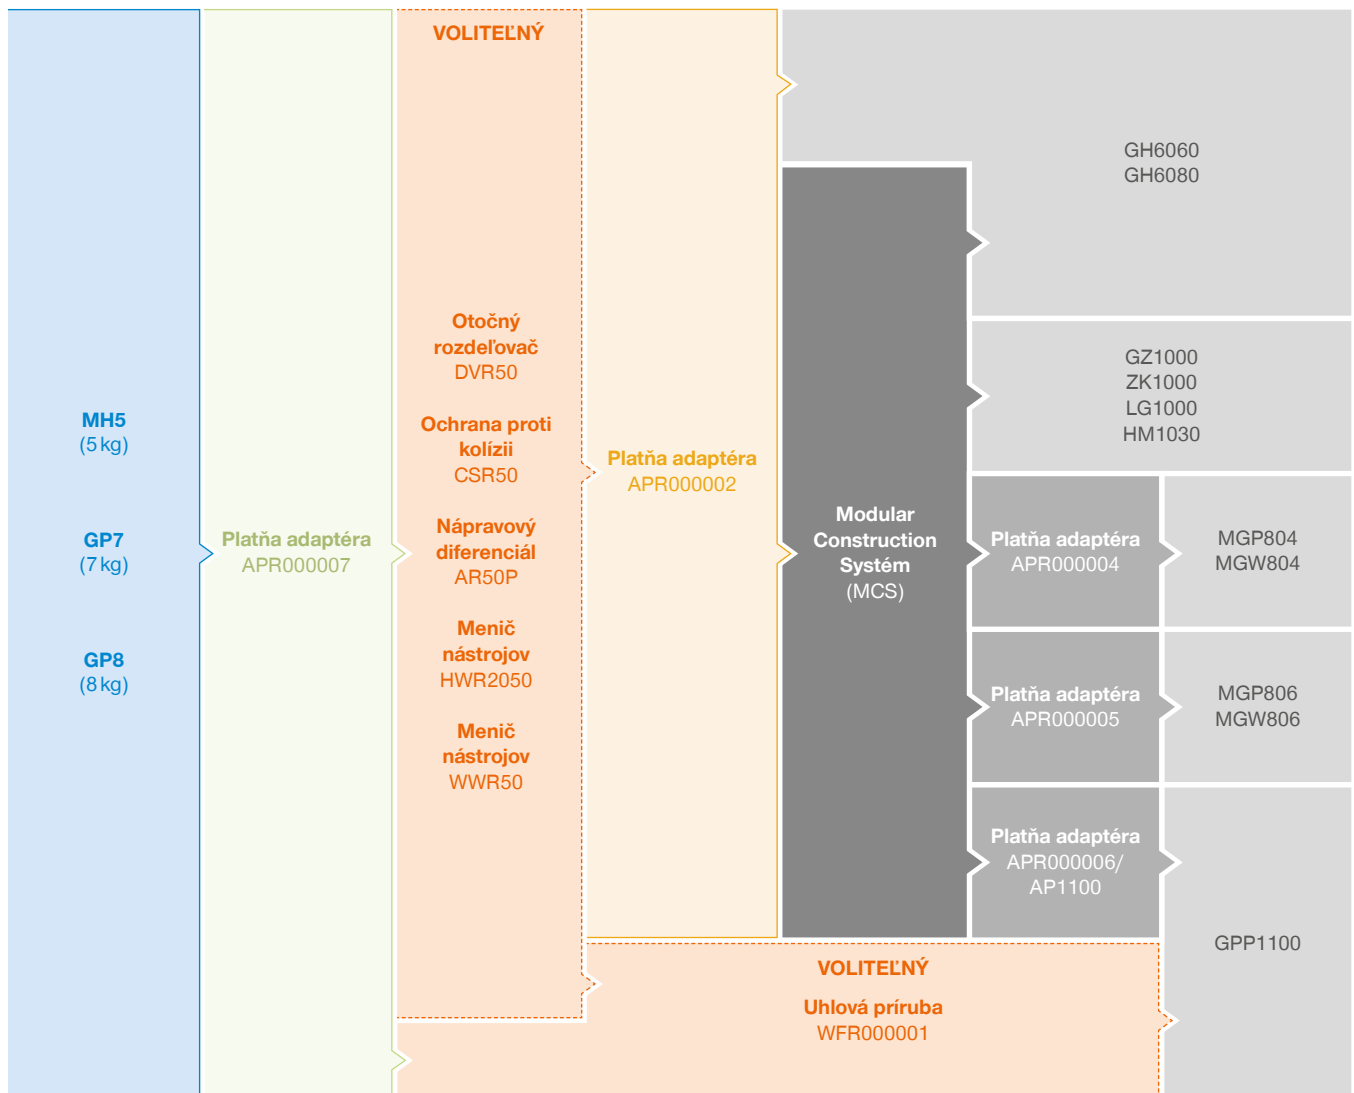 MH5
(5 kg)
GP7
(7 kg)
GP8
(8 kg)
Platňa adaptéra
APR000007
VOLITEĽNÝ
Otočný
rozdeľovač
DVR50
Ochrana proti
kolízii
CSR50
Nápravový
diferenciál
AR50P
Menič
nástrojov
HWR2050
Menič
nástrojov
WWR50
Platňa adaptéra
APR000002
Modular
Construction
Systém
(MCS)
GH6060
GH6080
GZ1000
ZK1000
LG1000
HM1030
Platňa adaptéra
APR000004
MGP804
MGW804
Platňa adaptéra
APR000005
MGP806
MGW806
Platňa adaptéra
APR000006/
AP1100
GPP1100
VOLITEĽNÝ
Uhlová príruba
WFR000001